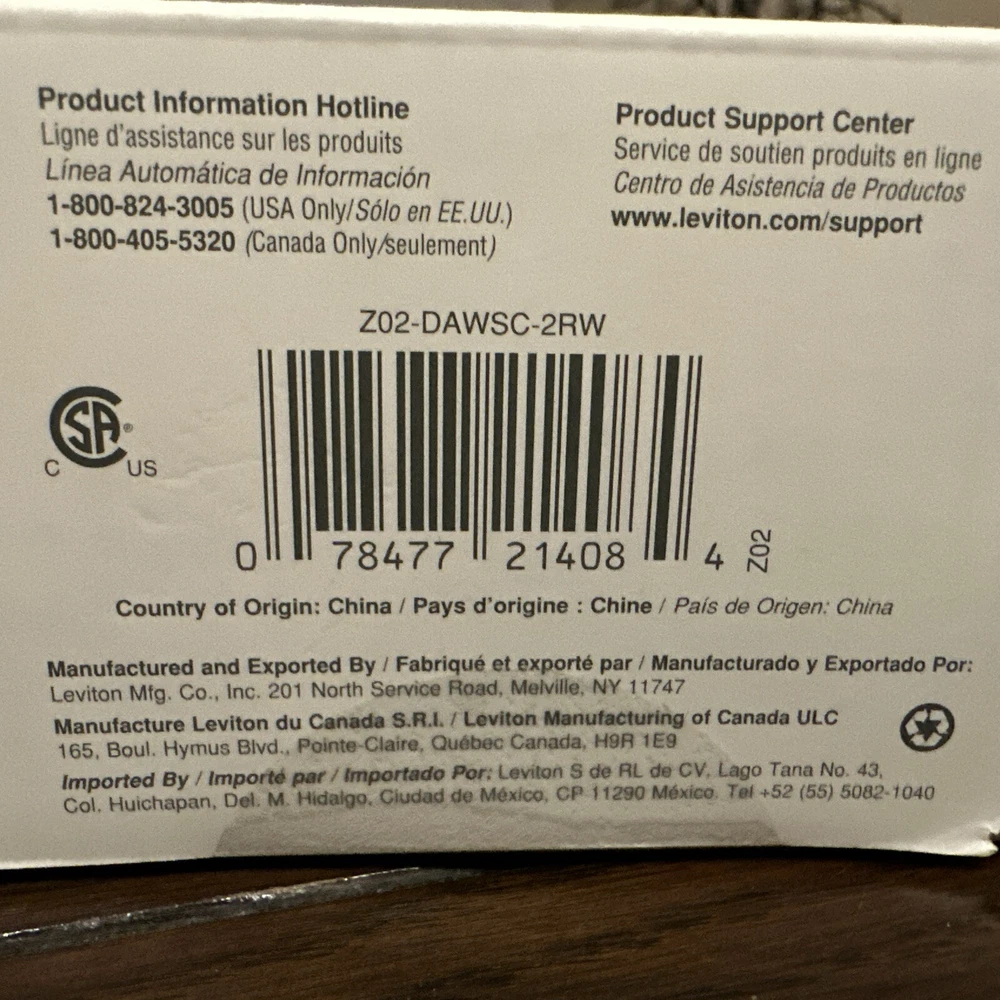 Product Information Hotline
Ligne d'assistance sur les produits
Línea Automática de Información
1-800-824-3005 (USA Only/Sólo en EE.UU.)
1-800-405-5320 (Canada Only/seulement)
Product Support Center
Service de soutien produits en ligne
Centro de Asistencia de Productos
www.leviton.com/support
Z02-DAWSC-2RW
CSA®
C US
0 78477 21408 4
Z02
Country of Origin: China / Pays d'origine : Chine / País de Origen: China
Manufactured and Exported By / Fabriqué et exporté par / Manufacturado y Exportado Por:
Leviton Mfg. Co., Inc. 201 North Service Road, Melville, NY 11747
Manufacture Leviton du Canada S.R.I. / Leviton Manufacturing of Canada ULC
165, Boul. Hymus Blvd., Pointe-Claire, Québec Canada, H9R 1E9
Imported By / Importé par / Importado Por: Leviton S de RL de CV, Lago Tana No. 43,
Col. Huichapan, Del. M. Hidalgo, Ciudad de México, CP 11290 México. Tel +52 (55) 5082-1040